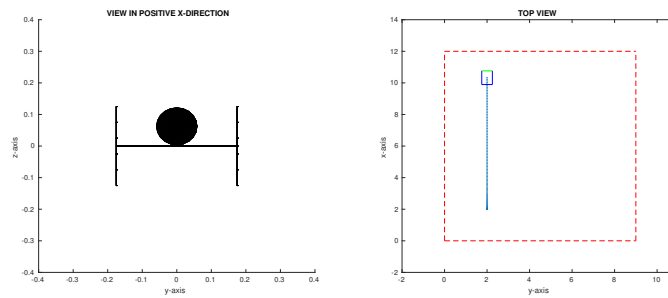 VIEW IN POSITIVE X-DIRECTION
0.4
0.3
0.2
0.1
0
-0.1
-0.2
-0.3
-0.4
z-axis
-0.4 -0.3 -0.2 -0.1 0 0.1 0.2 0.3 0.4
y-axis
TOP VIEW
14
12
10
8
6
4
2
0
-2
x-axis
-2 0 2 4 6 8 10
y-axis